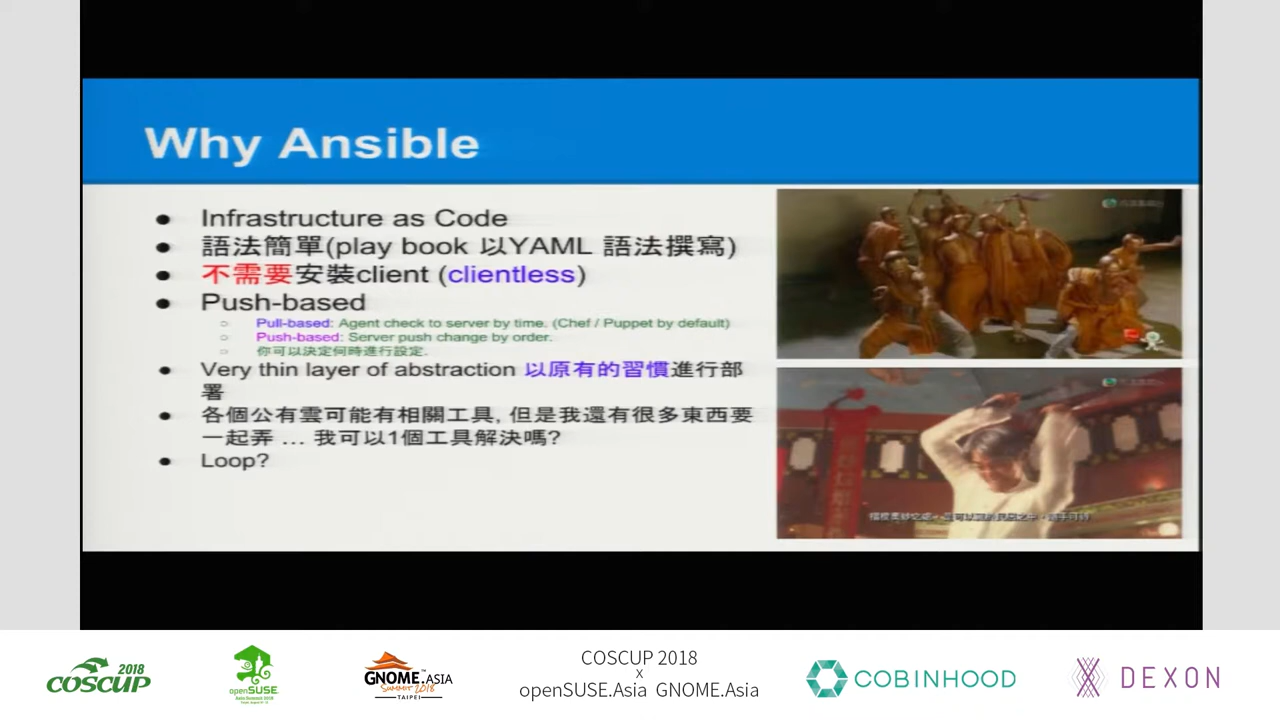 Why Ansible
Infrastructure as Code
語法簡單(play book 以YAML 語法撰寫)
不需要安裝client (clientless)
Push-based
Pull-based: Agent check to server by time. (Chef / Puppet by default)
Push-based: Server push change by order.
你可以決定何時進行設定.
Very thin layer of abstraction 以原有的習慣進行部
署
各個公有雲可能有相關工具, 但是我還有很多東西要
一起弄 ... 我可以1個工具解決嗎?
Loop?
2018
COSCUP
openSUSE
Asia Summit 2018
GNOME.ASIA
SUMMIT 2018
TAIPEI
COSCUP 2018
x
openSUSE.Asia GNOME.Asia
COBINHOOD
DEXON